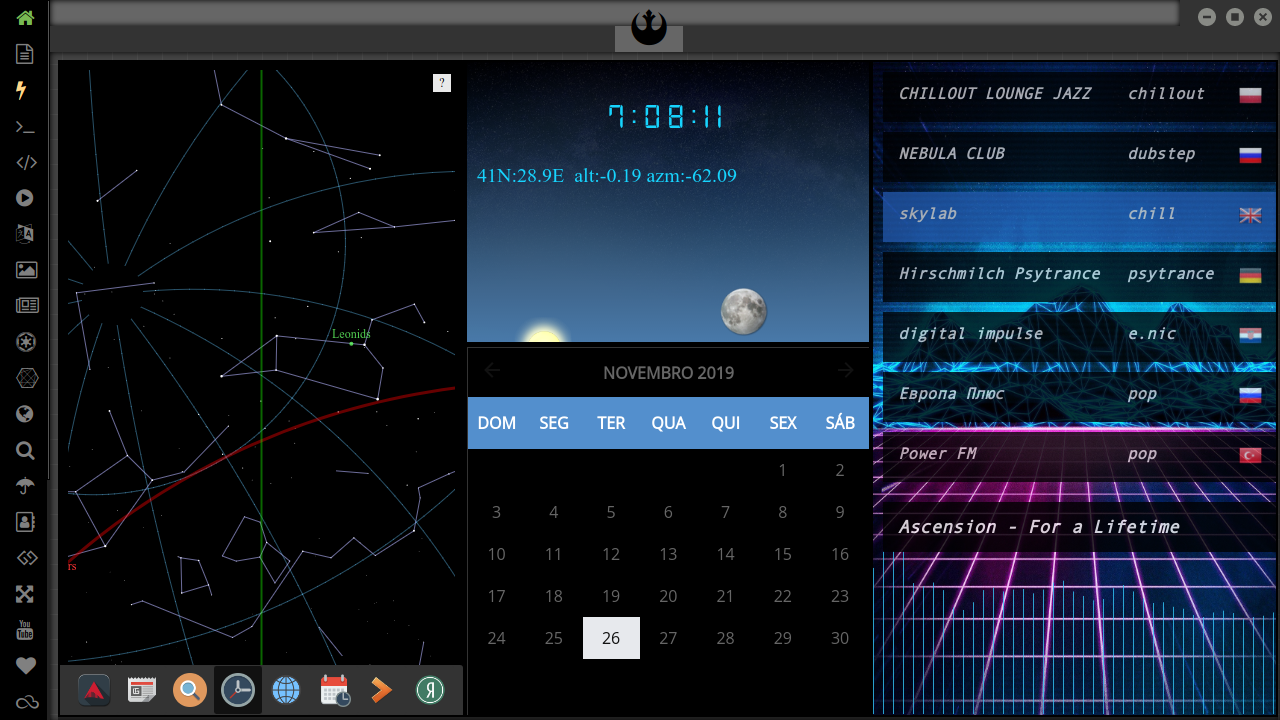 ?
Leonids
rs
7:08:11
41N:28.9E alt:-0.19 azm:-62.09
NOVEMBRO 2019
DOM SEG TER QUA QUI SEX SÁB
1 2
3 4 5 6 7 8 9
10 11 12 13 14 15 16
17 18 19 20 21 22 23
24 25 26 27 28 29 30
CHILLOUT LOUNGE JAZZ chillout
NEBULA CLUB dubstep
skylab chill
Hirschmilch Psytrance psytrance
digital impulse e.nic
Европа Плюс pop
Power FM pop
Ascension - For a Lifetime
You
Tube
Я